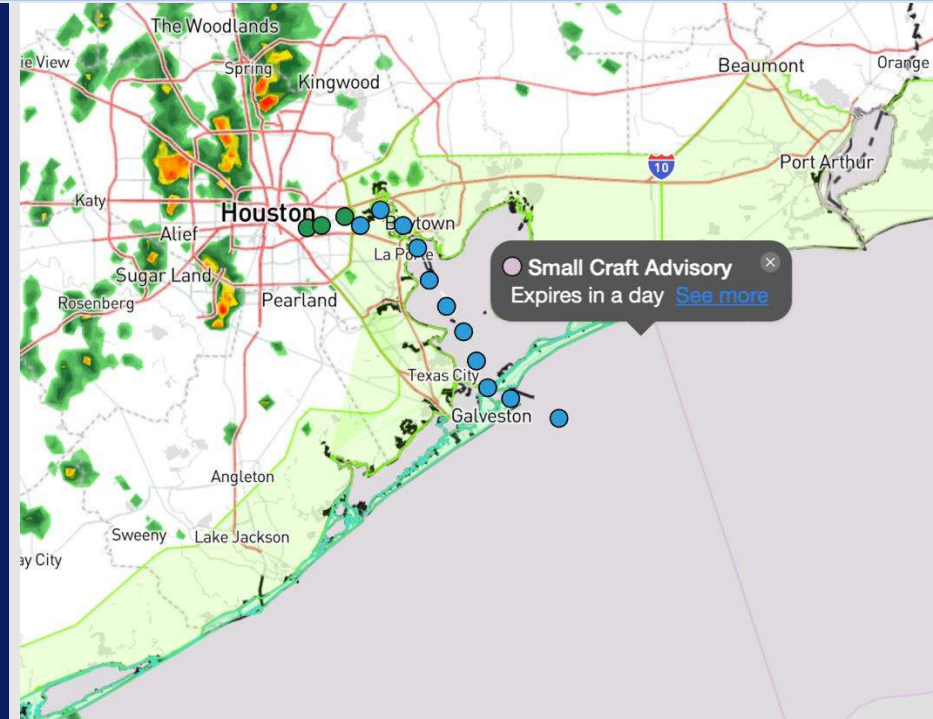 The Woodlands
ie View
Spring
Kingwood
Beaumont
Orange
10
Port Arthur
Katy
Houston
Baytown
Alief
La Porte
Small Craft Advisory
×
Expires in a day See more
Sugar Land
Rosenberg
Pearland
Texas City
Galveston
Angleton
Sweeny
Lake Jackson
ay City